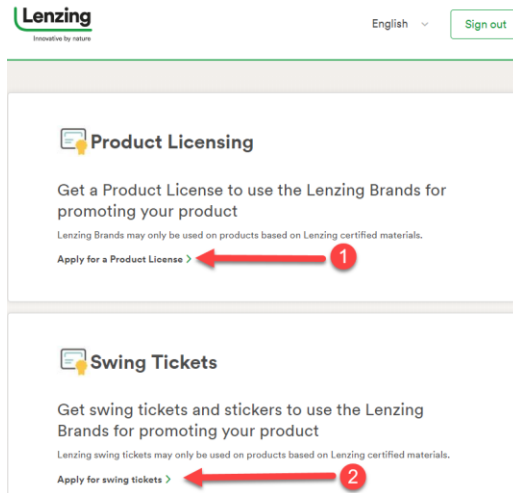 Lenzing
Innovative by nature
English
Sign out
Product Licensing
Get a Product License to use the Lenzing Brands for
promoting your product
Lenzing Brands may only be used on products based on Lenzing certified materials.
Apply for a Product License >
1
Swing Tickets
Get swing tickets and stickers to use the Lenzing
Brands for promoting your product
Lenzing swing tickets may only be used on products based on Lenzing certified materials.
Apply for swing tickets >
2